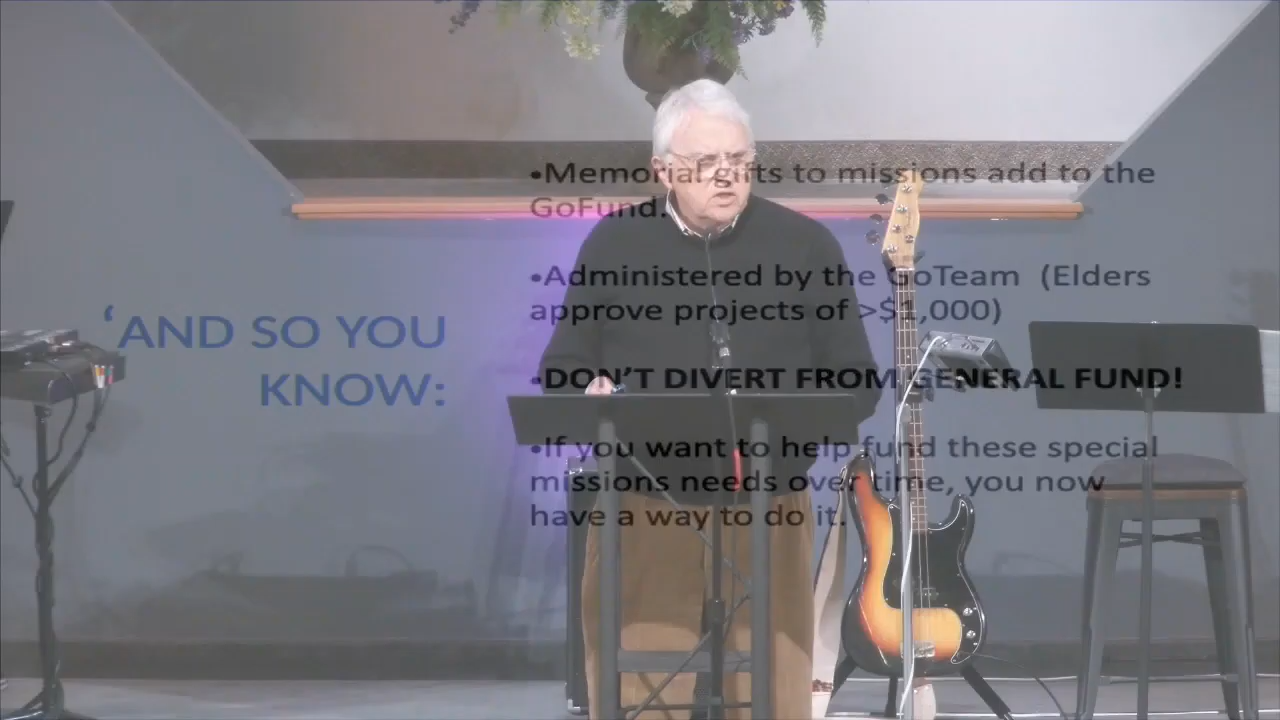 ‘AND SO YOU
KNOW:
•Memorial gifts to missions add to the
GoFund.
•Administered by the GoTeam (Elders
approve projects of >$1,000)
•DON’T DIVERT FROM GENERAL FUND!
•If you want to help fund these special
missions needs over time, you now
have a way to do it.